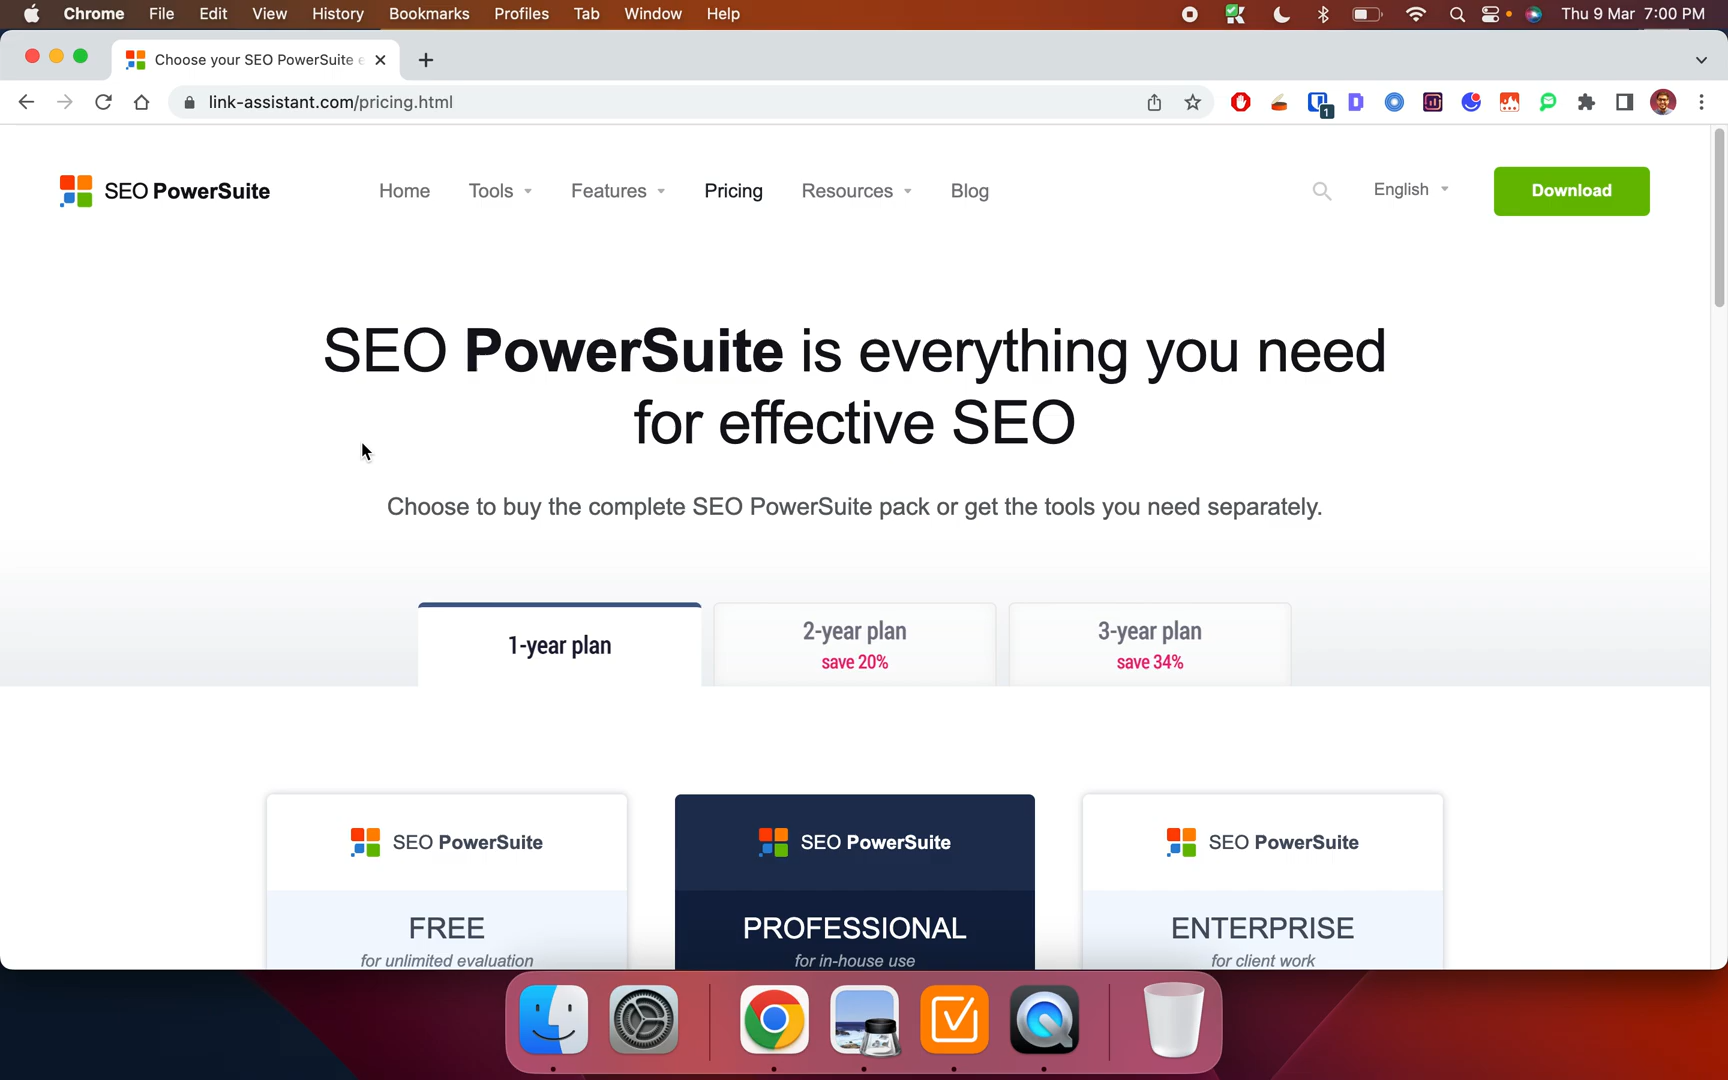 Chrome File Edit View History Bookmarks Profiles Tab Window Help Thu 9 Mar 7:00 PM
Choose your SEO PowerSuite
link-assistant.com/pricing.html
1
SEO PowerSuite Home Tools Features Pricing Resources Blog English Download
SEO PowerSuite is everything you need
for effective SEO
Choose to buy the complete SEO PowerSuite pack or get the tools you need separately.
1-year plan
2-year plan
save 20%
3-year plan
save 34%
SEO PowerSuite
FREE
for unlimited evaluation
SEO PowerSuite
PROFESSIONAL
for in-house use
SEO PowerSuite
ENTERPRISE
for client work